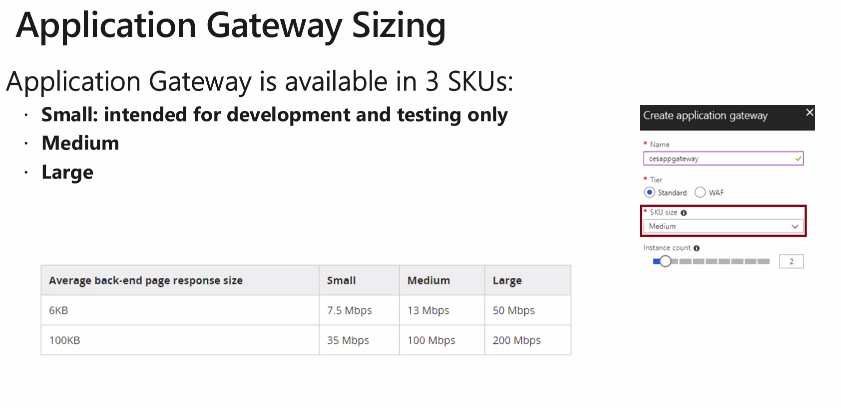 Application Gateway Sizing
Application Gateway is available in 3 SKUs:
· Small: intended for development and testing only
· Medium
· Large
Create application gateway
* Name
cesappgateway
* Tier
Standard WAF
* SKU size
Medium
Instance count
2
Average back-end page response size Small Medium Large
6KB 7.5 Mbps 13 Mbps 50 Mbps
100KB 35 Mbps 100 Mbps 200 Mbps